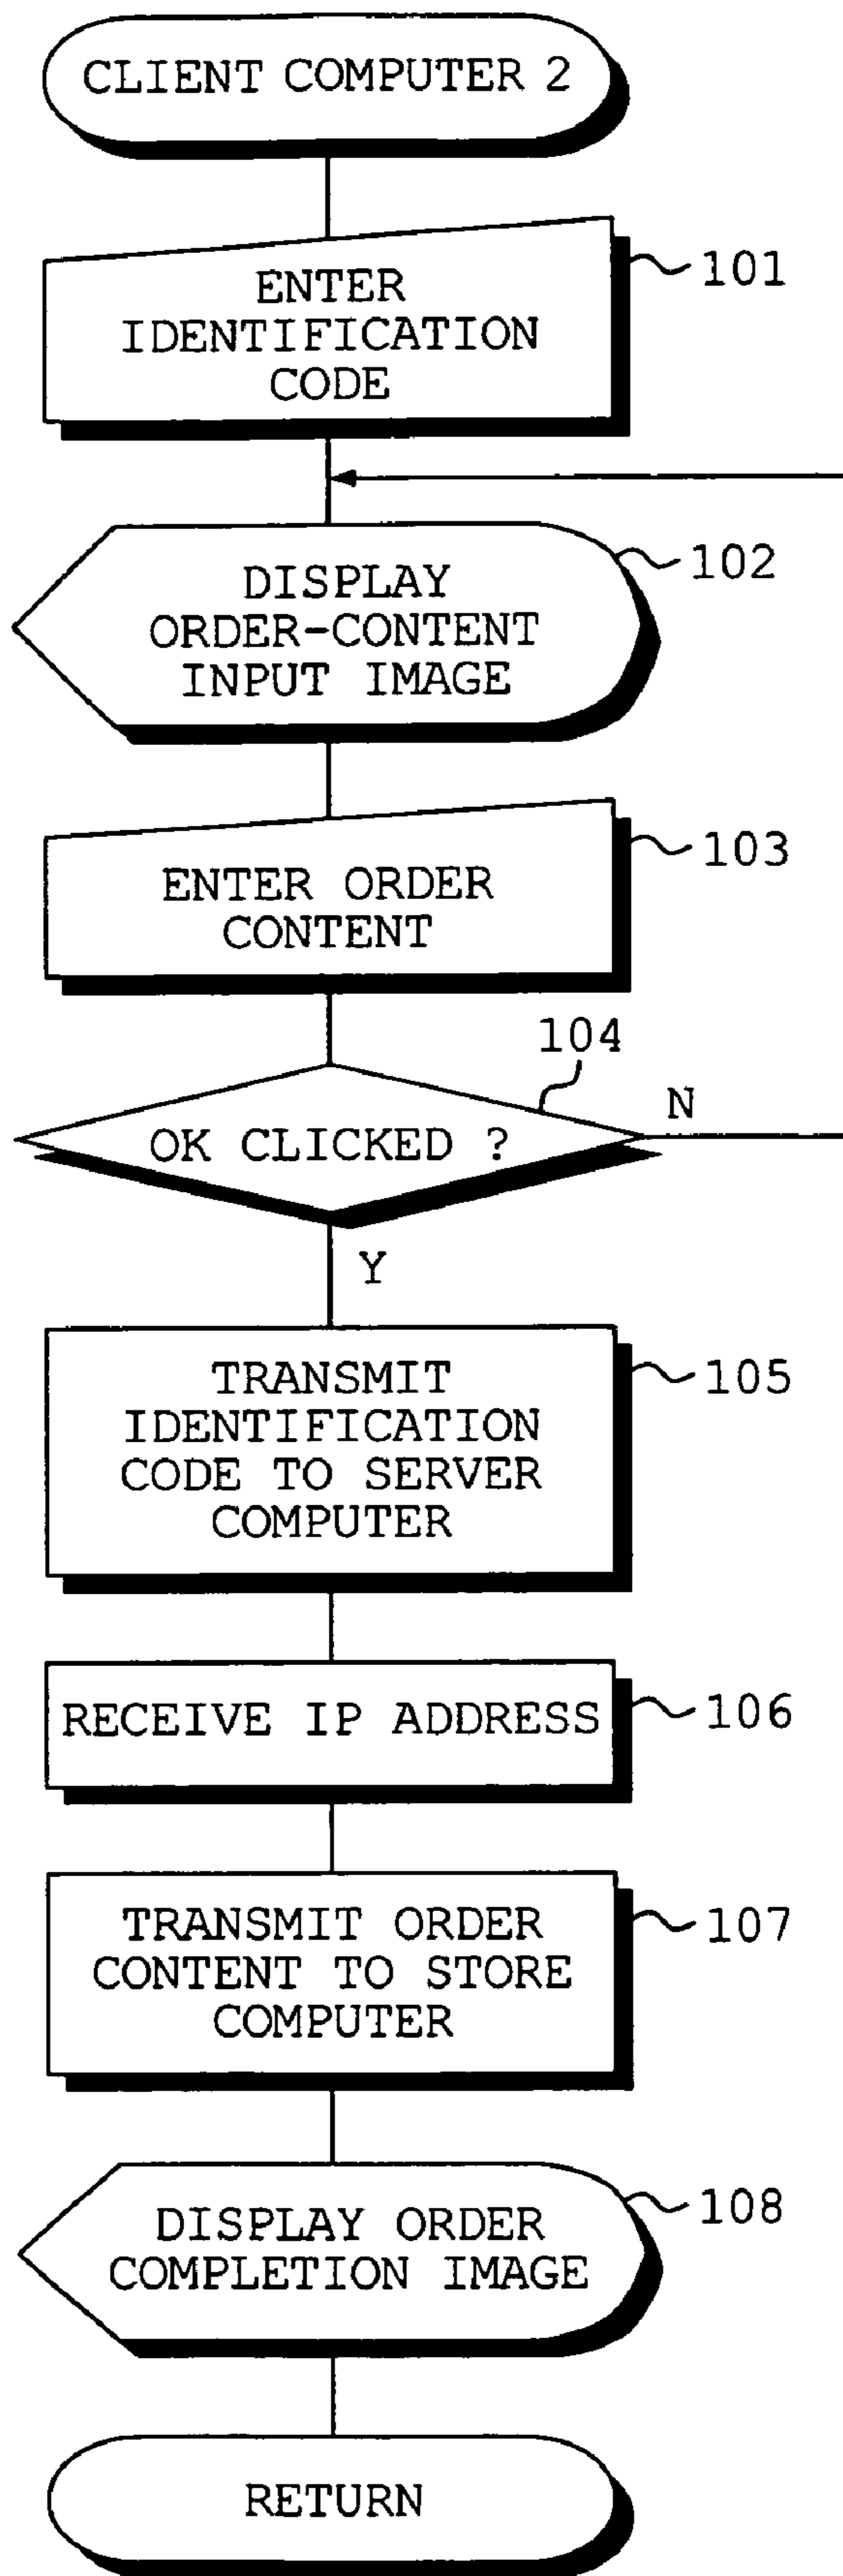 CLIENT COMPUTER 2
101
ENTER
IDENTIFICATION
CODE
102
DISPLAY
ORDER-CONTENT
INPUT IMAGE
103
ENTER ORDER
CONTENT
104
N
OK CLICKED ?
Y
105
TRANSMIT
IDENTIFICATION
CODE TO SERVER
COMPUTER
106
RECEIVE IP ADDRESS
107
TRANSMIT ORDER
CONTENT TO STORE
COMPUTER
108
DISPLAY ORDER
COMPLETION IMAGE
RETURN